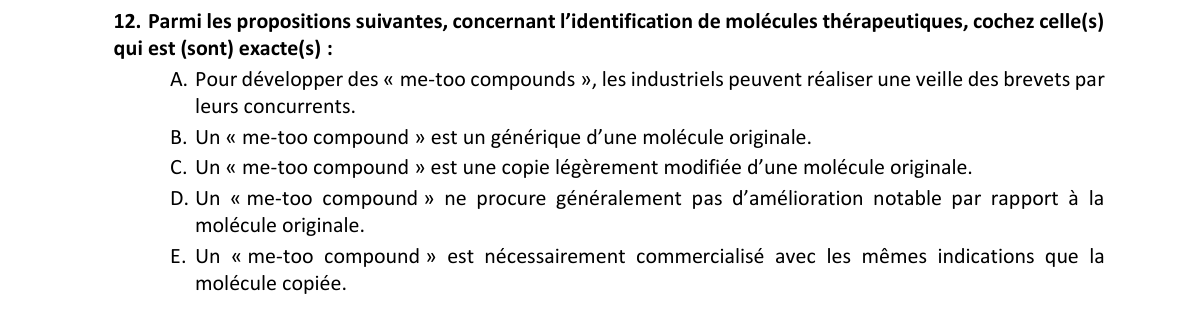 12. Parmi les propositions suivantes, concernant l’identification de molécules thérapeutiques, cochez celle(s)
qui est (sont) exacte(s) :
A. Pour développer des « me-too compounds », les industriels peuvent réaliser une veille des brevets par
leurs concurrents.
B. Un « me-too compound » est un générique d’une molécule originale.
C. Un « me-too compound » est une copie légèrement modifiée d’une molécule originale.
D. Un « me-too compound » ne procure généralement pas d’amélioration notable par rapport à la
molécule originale.
E. Un « me-too compound » est nécessairement commercialisé avec les mêmes indications que la
molécule copiée.